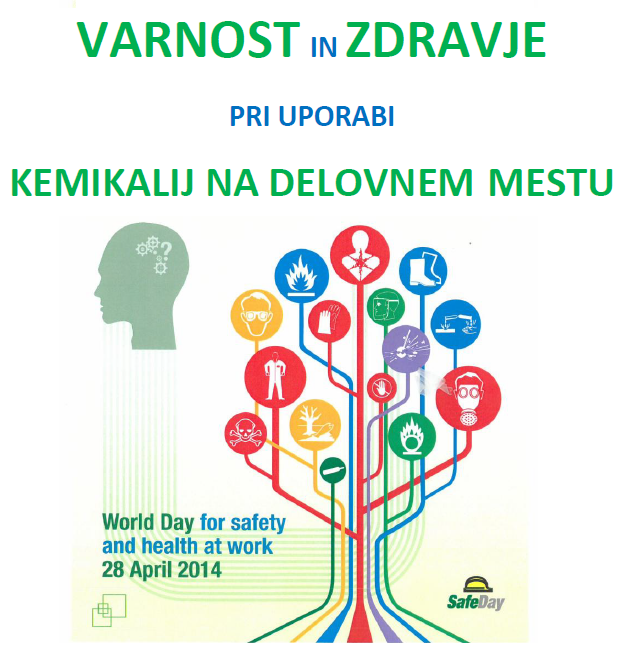 VARNOST IN ZDRAVJE
PRI UPORABI
KEMIKALIJ NA DELOVNEM MESTU
?
World Day for safety
and health at work
28 April 2014
SafeDay